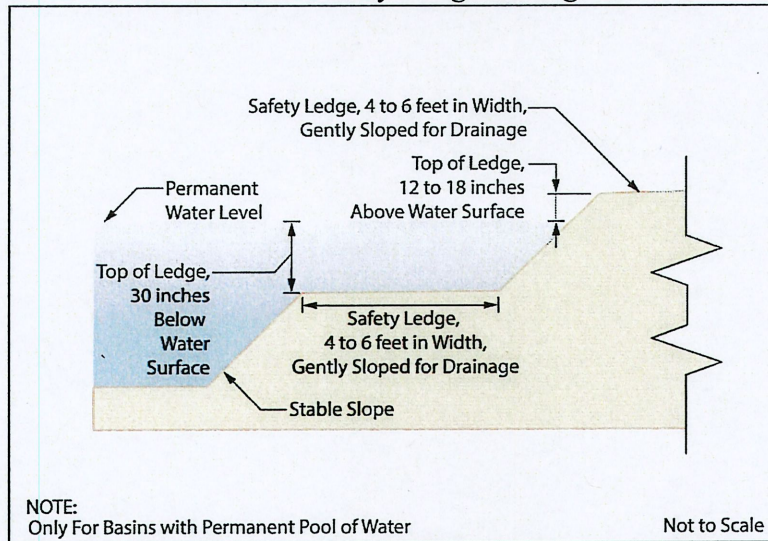 Safety Ledge, 4 to 6 feet in Width,
Gently Sloped for Drainage
Top of Ledge,
12 to 18 inches
Above Water Surface
Permanent
Water Level
Top of Ledge,
30 inches
Below
Water
Surface
Safety Ledge,
4 to 6 feet in Width,
Gently Sloped for Drainage
Stable Slope
NOTE:
Only For Basins with Permanent Pool of Water
Not to Scale